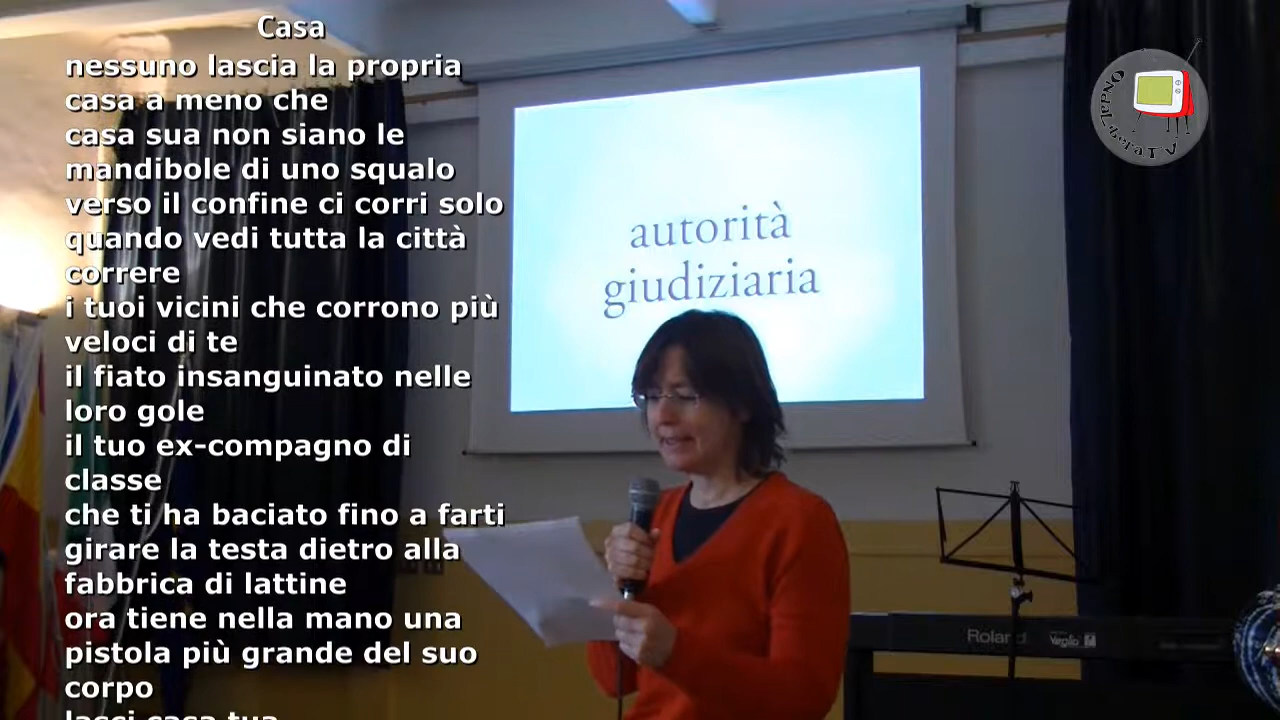 Casa
nessuno lascia la propria
casa a meno che
casa sua non siano le
mandibole di uno squalo
verso il confine ci corri solo
quando vedi tutta la città
correre
i tuoi vicini che corrono più
veloci di te
il fiato insanguinato nelle
loro gole
il tuo ex-compagno di
classe
che ti ha baciato fino a farti
girare la testa dietro alla
fabbrica di lattine
ora tiene nella mano una
pistola più grande del suo
corpo
lasci casa tua
autorità
giudiziaria
OndaLiberaTV
Roland